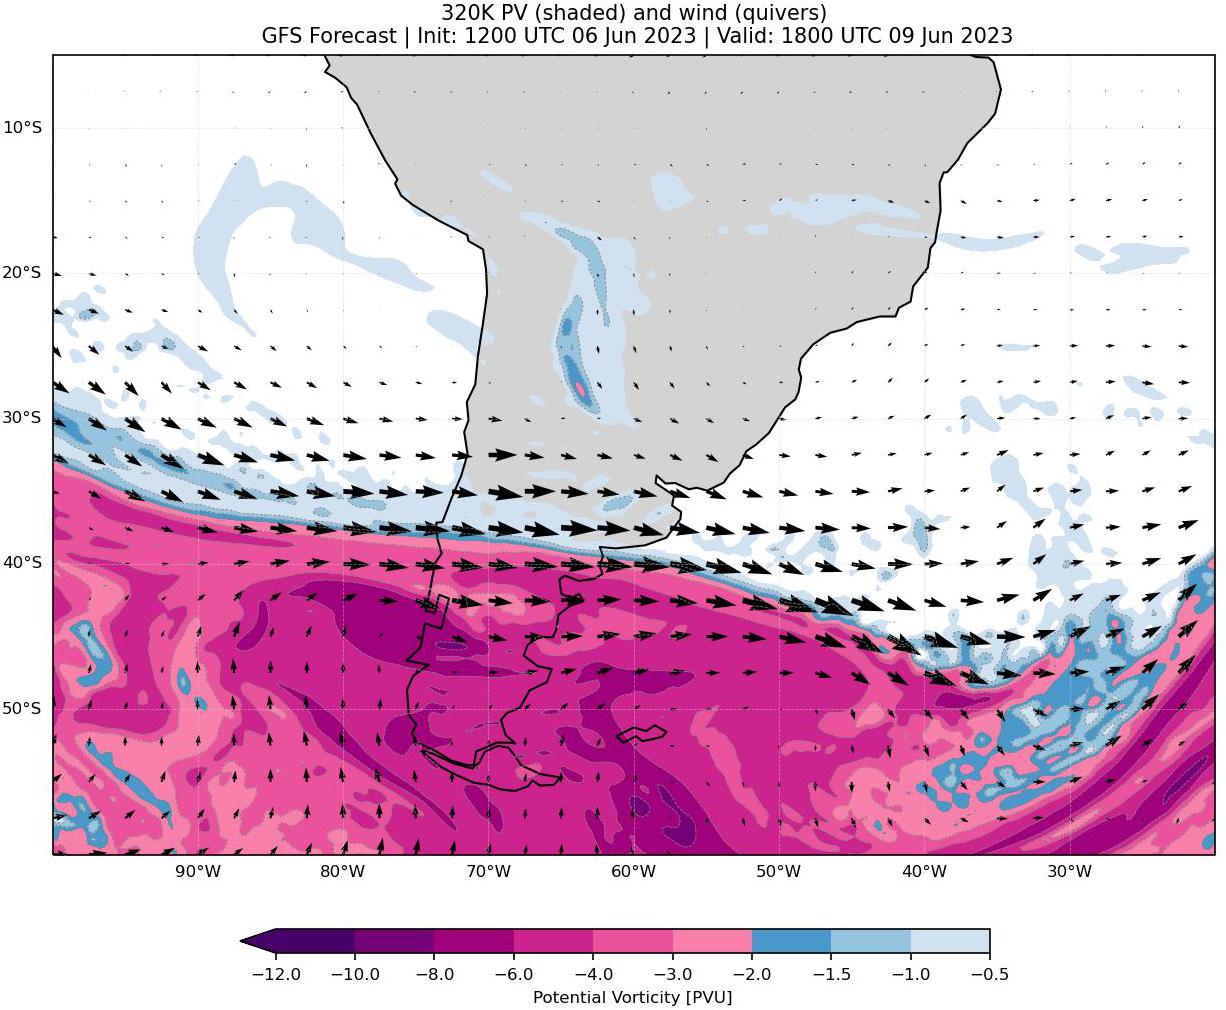 320K PV (shaded) and wind (quivers)
GFS Forecast | Init: 1200 UTC 06 Jun 2023 | Valid: 1800 UTC 09 Jun 2023
10°S
20°S
30°S
40°S
50°S
90°W 80°W 70°W 60°W 50°W 40°W 30°W
−12.0 −10.0 −8.0 −6.0 −4.0 −3.0 −2.0 −1.5 −1.0 −0.5
Potential Vorticity [PVU]